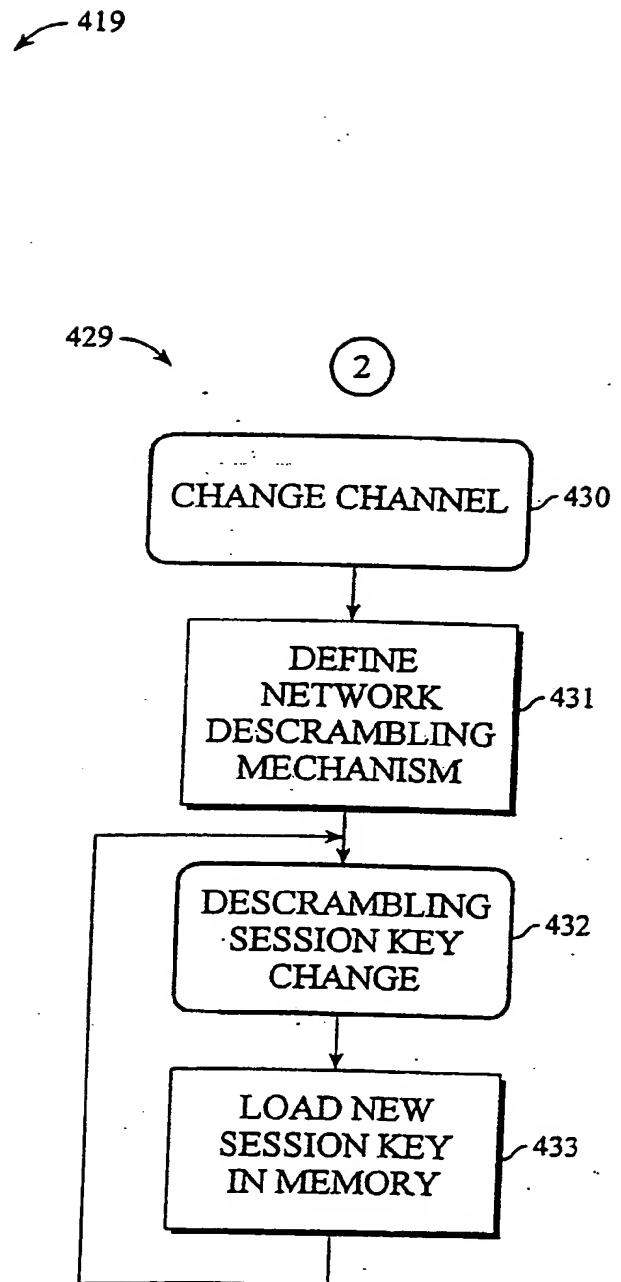 419
429
2
CHANGE CHANNEL
430
DEFINE
NETWORK
DESCRAMBLING
MECHANISM
431
DESCRAMBLING
SESSION KEY
CHANGE
432
LOAD NEW
SESSION KEY
IN MEMORY
433